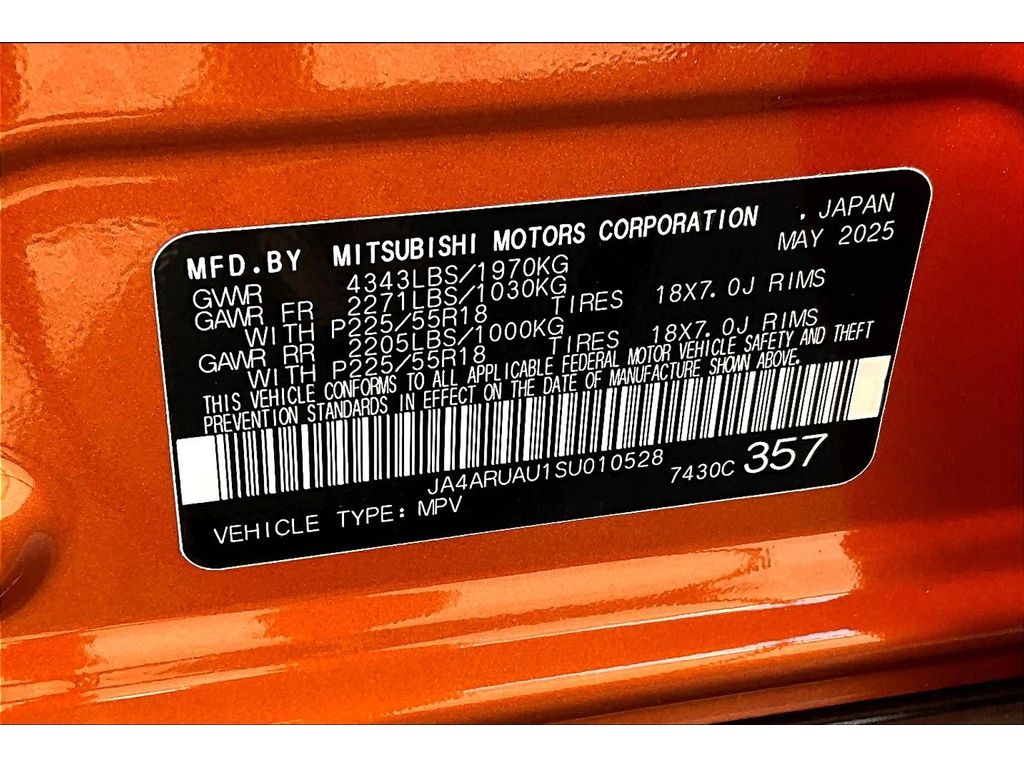 MFD.BY MITSUBISHI MOTORS CORPORATION . JAPAN
MAY 2025
GVWR 4343LBS/1970KG
GAWR FR 2271LBS/1030KG
WITH P225/55R18 TIRES 18X7.0J RIMS
GAWR RR 2205LBS/1000KG
WITH P225/55R18 TIRES 18X7.0J RIMS
THIS VEHICLE CONFORMS TO ALL APPLICABLE FEDERAL MOTOR VEHICLE SAFETY AND THEFT
PREVENTION STANDARDS IN EFFECT ON THE DATE OF MANUFACTURE SHOWN ABOVE.
JA4ARUAU1SU010528 7430C 357
VEHICLE TYPE: MPV